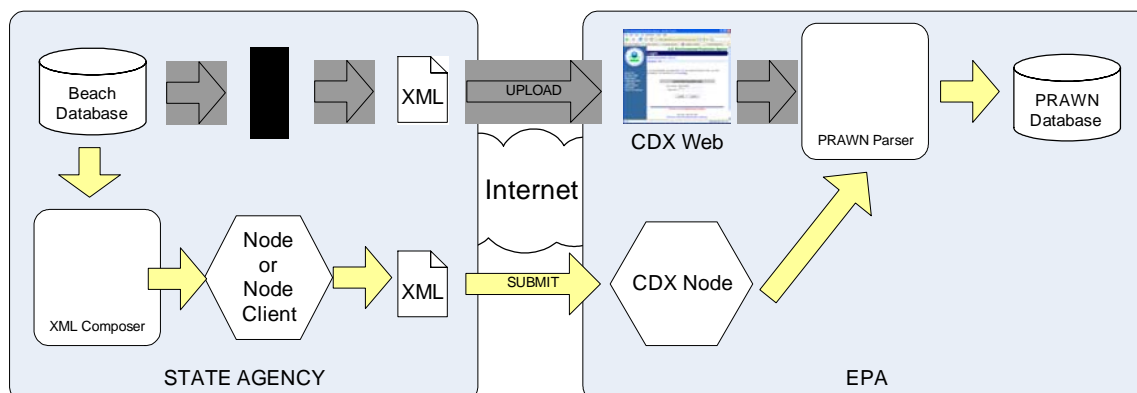 Beach
Database
XML
UPLOAD
CDX Web
PRAWN Parser
PRAWN
Database
Internet
XML Composer
Node
or
Node
Client
XML
SUBMIT
CDX Node
STATE AGENCY
EPA